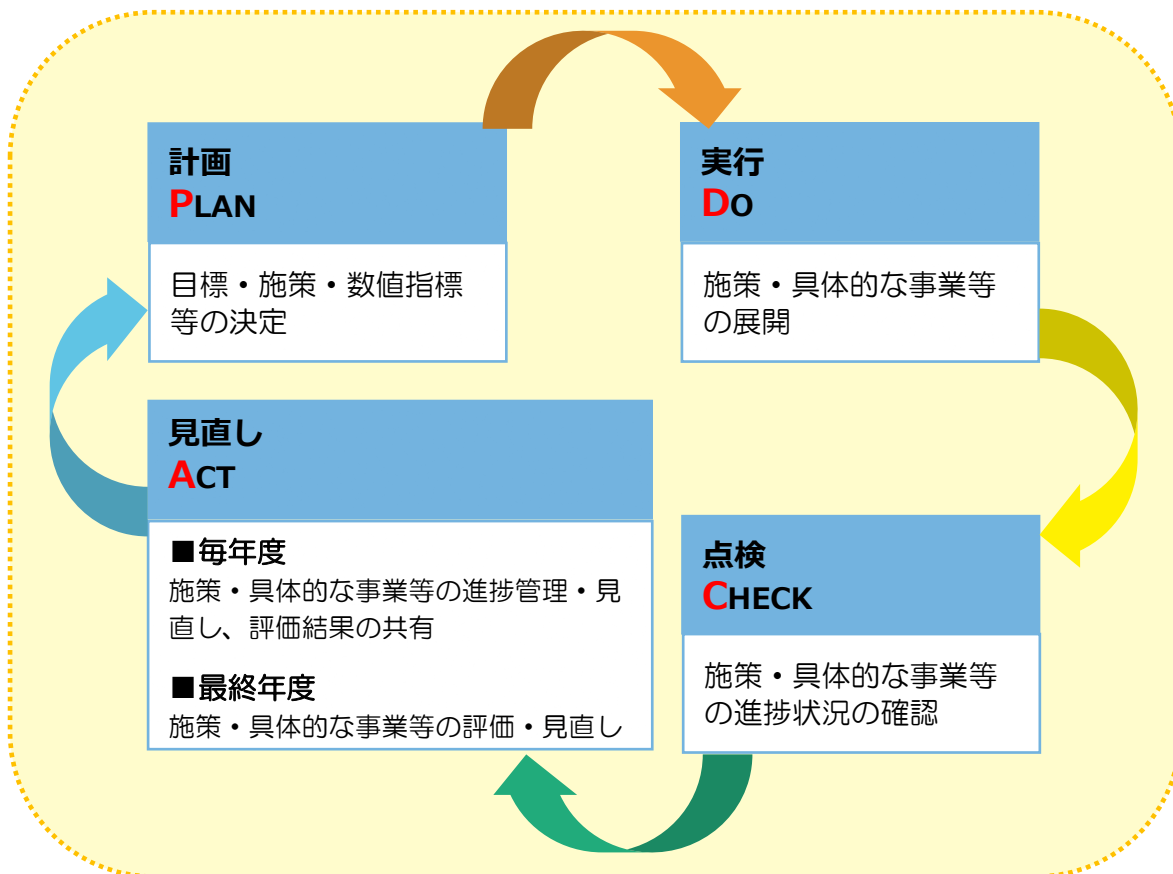 計画
PLAN
目標・施策・数値指標
等の決定
実行
DO
施策・具体的な事業等
の展開
見直し
ACT
■毎年度
施策・具体的な事業等の進捗管理・見
直し、評価結果の共有
■最終年度
施策・具体的な事業等の評価・見直し
点検
CHECK
施策・具体的な事業等
の進捗状況の確認